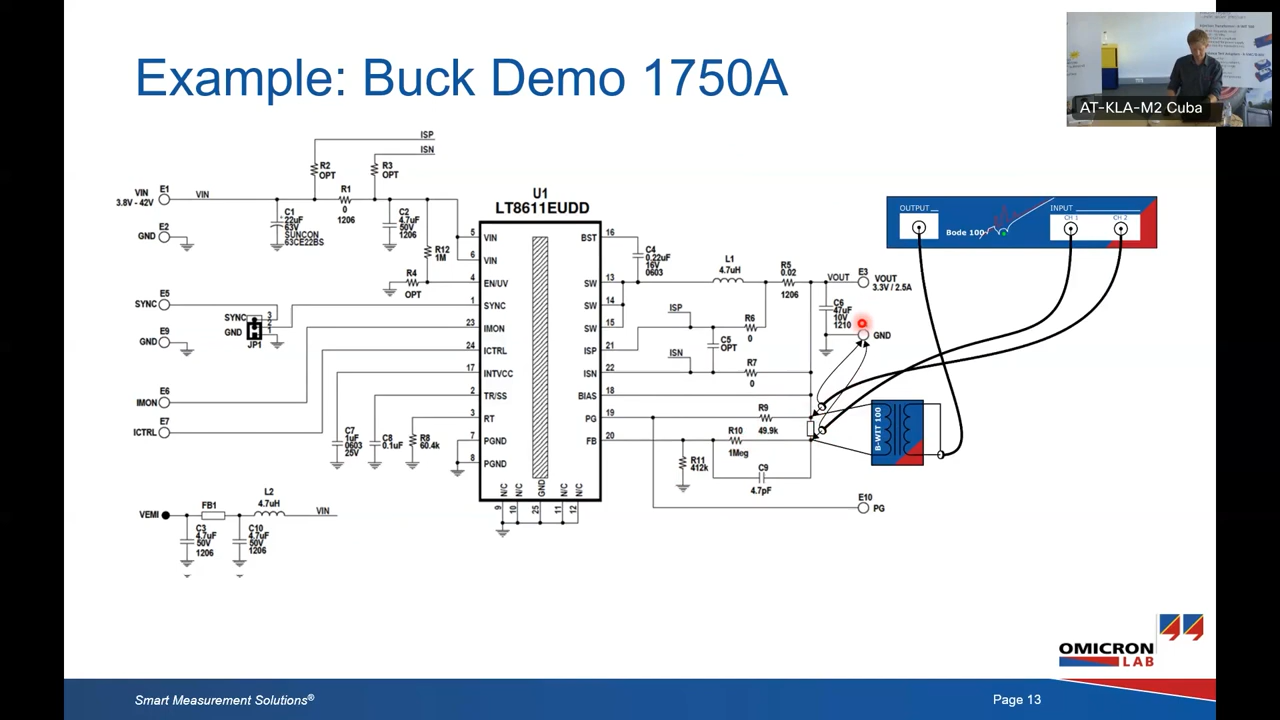 Example: Buck Demo 1750A
AT-KLA-M2 Cuba
ISP
ISN
R2
OPT
R3
OPT
VIN
3.8V - 42V
E1
VIN
R1
0
1206
C1
22uF
63V
SUNCON
63CE22BS
C2
4.7uF
50V
1206
GND
E2
R12
1M
R4
OPT
U1
LT8611EUDD
5
VIN
6
VIN
4
EN/UV
1
SYNC
23
IMON
24
ICTRL
17
INTVCC
2
TR/SS
3
RT
7
PGND
8
PGND
BST
16
SW
13
SW
14
SW
15
ISP
21
ISN
22
BIAS
18
PG
19
FB
20
N/C
N/C
GND
N/C
N/C
9
10
25
11
12
SYNC
E5
GND
E9
SYNC
3
2
GND
1
JP1
IMON
E6
ICTRL
E7
C7
1uF
0603
25V
C8
0.1uF
R8
60.4k
VEMI
FB1
L2
4.7uH
VIN
C3
4.7uF
50V
1206
C10
4.7uF
50V
1206
C4
0.22uF
16V
0603
L1
4.7uH
R5
0.02
1206
VOUT
E3
VOUT
3.3V / 2.5A
C6
47uF
10V
1210
GND
ISP
R6
0
C5
OPT
ISN
R7
0
R9
49.9k
R10
1Meg
R11
412k
C9
4.7pF
E10
PG
OUTPUT
INPUT
CH 1
CH 2
Bode 100
B-WIT 100
OMICRON
LAB
Smart Measurement Solutions®
Page 13